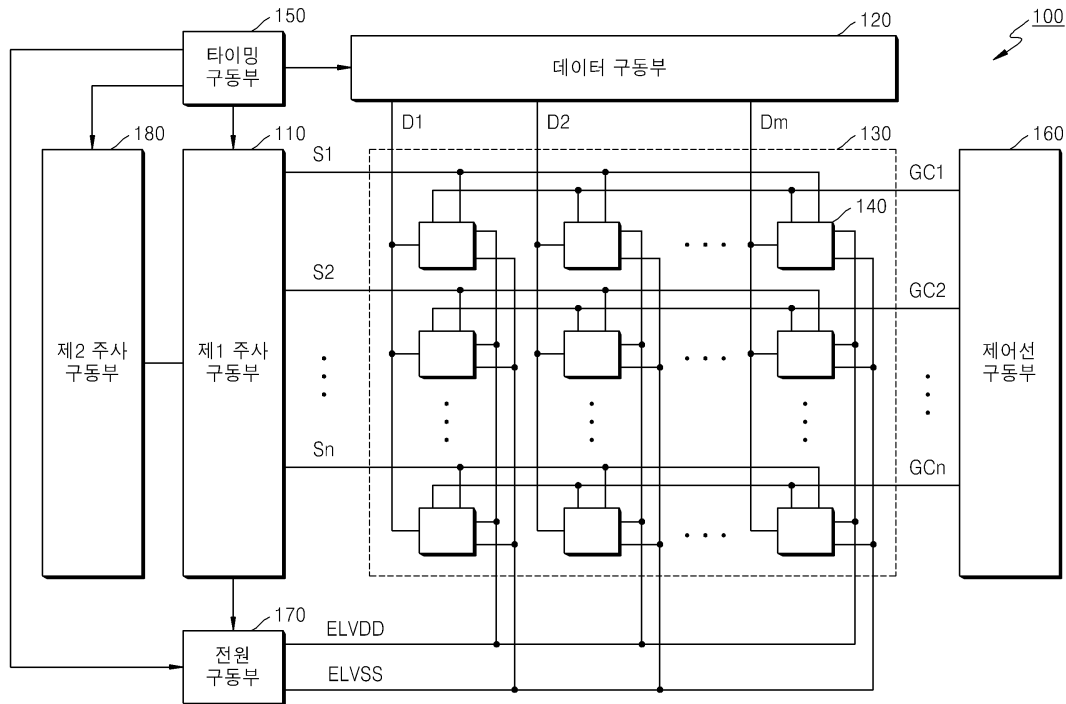 150
타이밍
구동부
120
데이터 구동부
100
180
제2 주사
구동부
110
제1 주사
구동부
D1
D2
Dm
130
160
제어선
구동부
S1
GC1
140
S2
GC2
Sn
GCn
170
전원
구동부
ELVDD
ELVSS